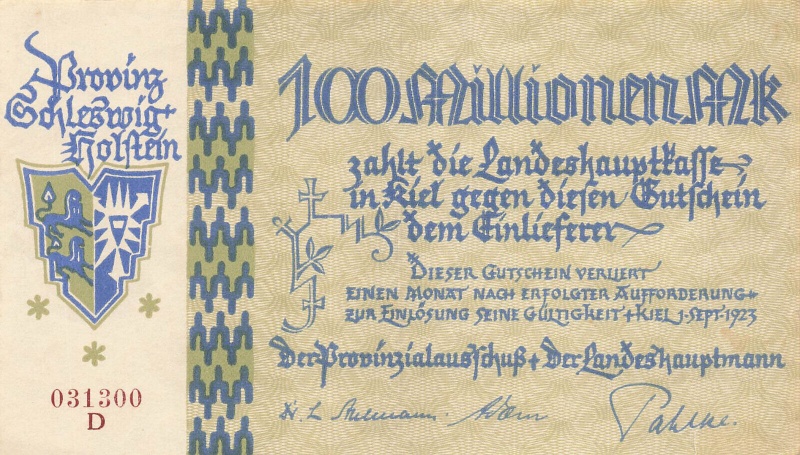 Provinz
Schleswig-
Holstein
031300
D
100 Millionen Mk
zahlt die Landeshauptkasse
in Kiel gegen diesen Gutschein
dem Einlieferer
Dieser Gutschein verliert
einen Monat nach erfolgter Aufforderung
zur Einlösung seine Gültigkeit + Kiel 1. Sept. 1923
Der Provinzialausschuß + Der Landeshauptmann
Pahlke.